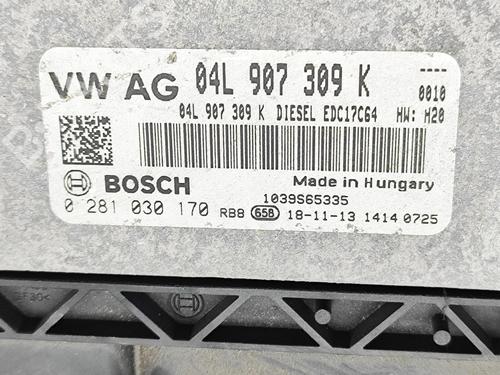 VW AG 04L 907 309 K ----
0010
04L 907 309 K DIESEL EDC17C64 HW: H20
BOSCH Made in Hungary
1039S65335
0 281 030 170 RB8 65B 18-11-13 1414 0725